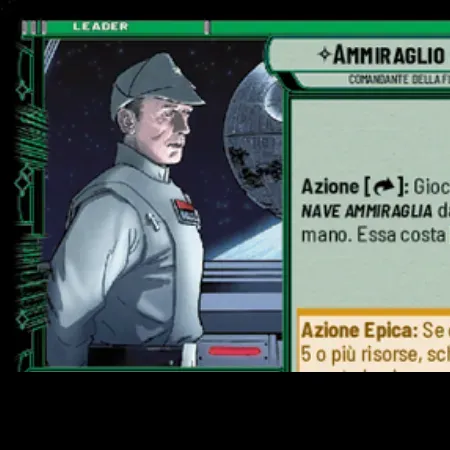 LEADER
AMMIRAGLIO
COMANDANTE DELLA
Azione [ ]: Gioc
NAVE AMMIRAGLIA da
mano. Essa costa
Azione Epica: Se
5 o più risorse, sch